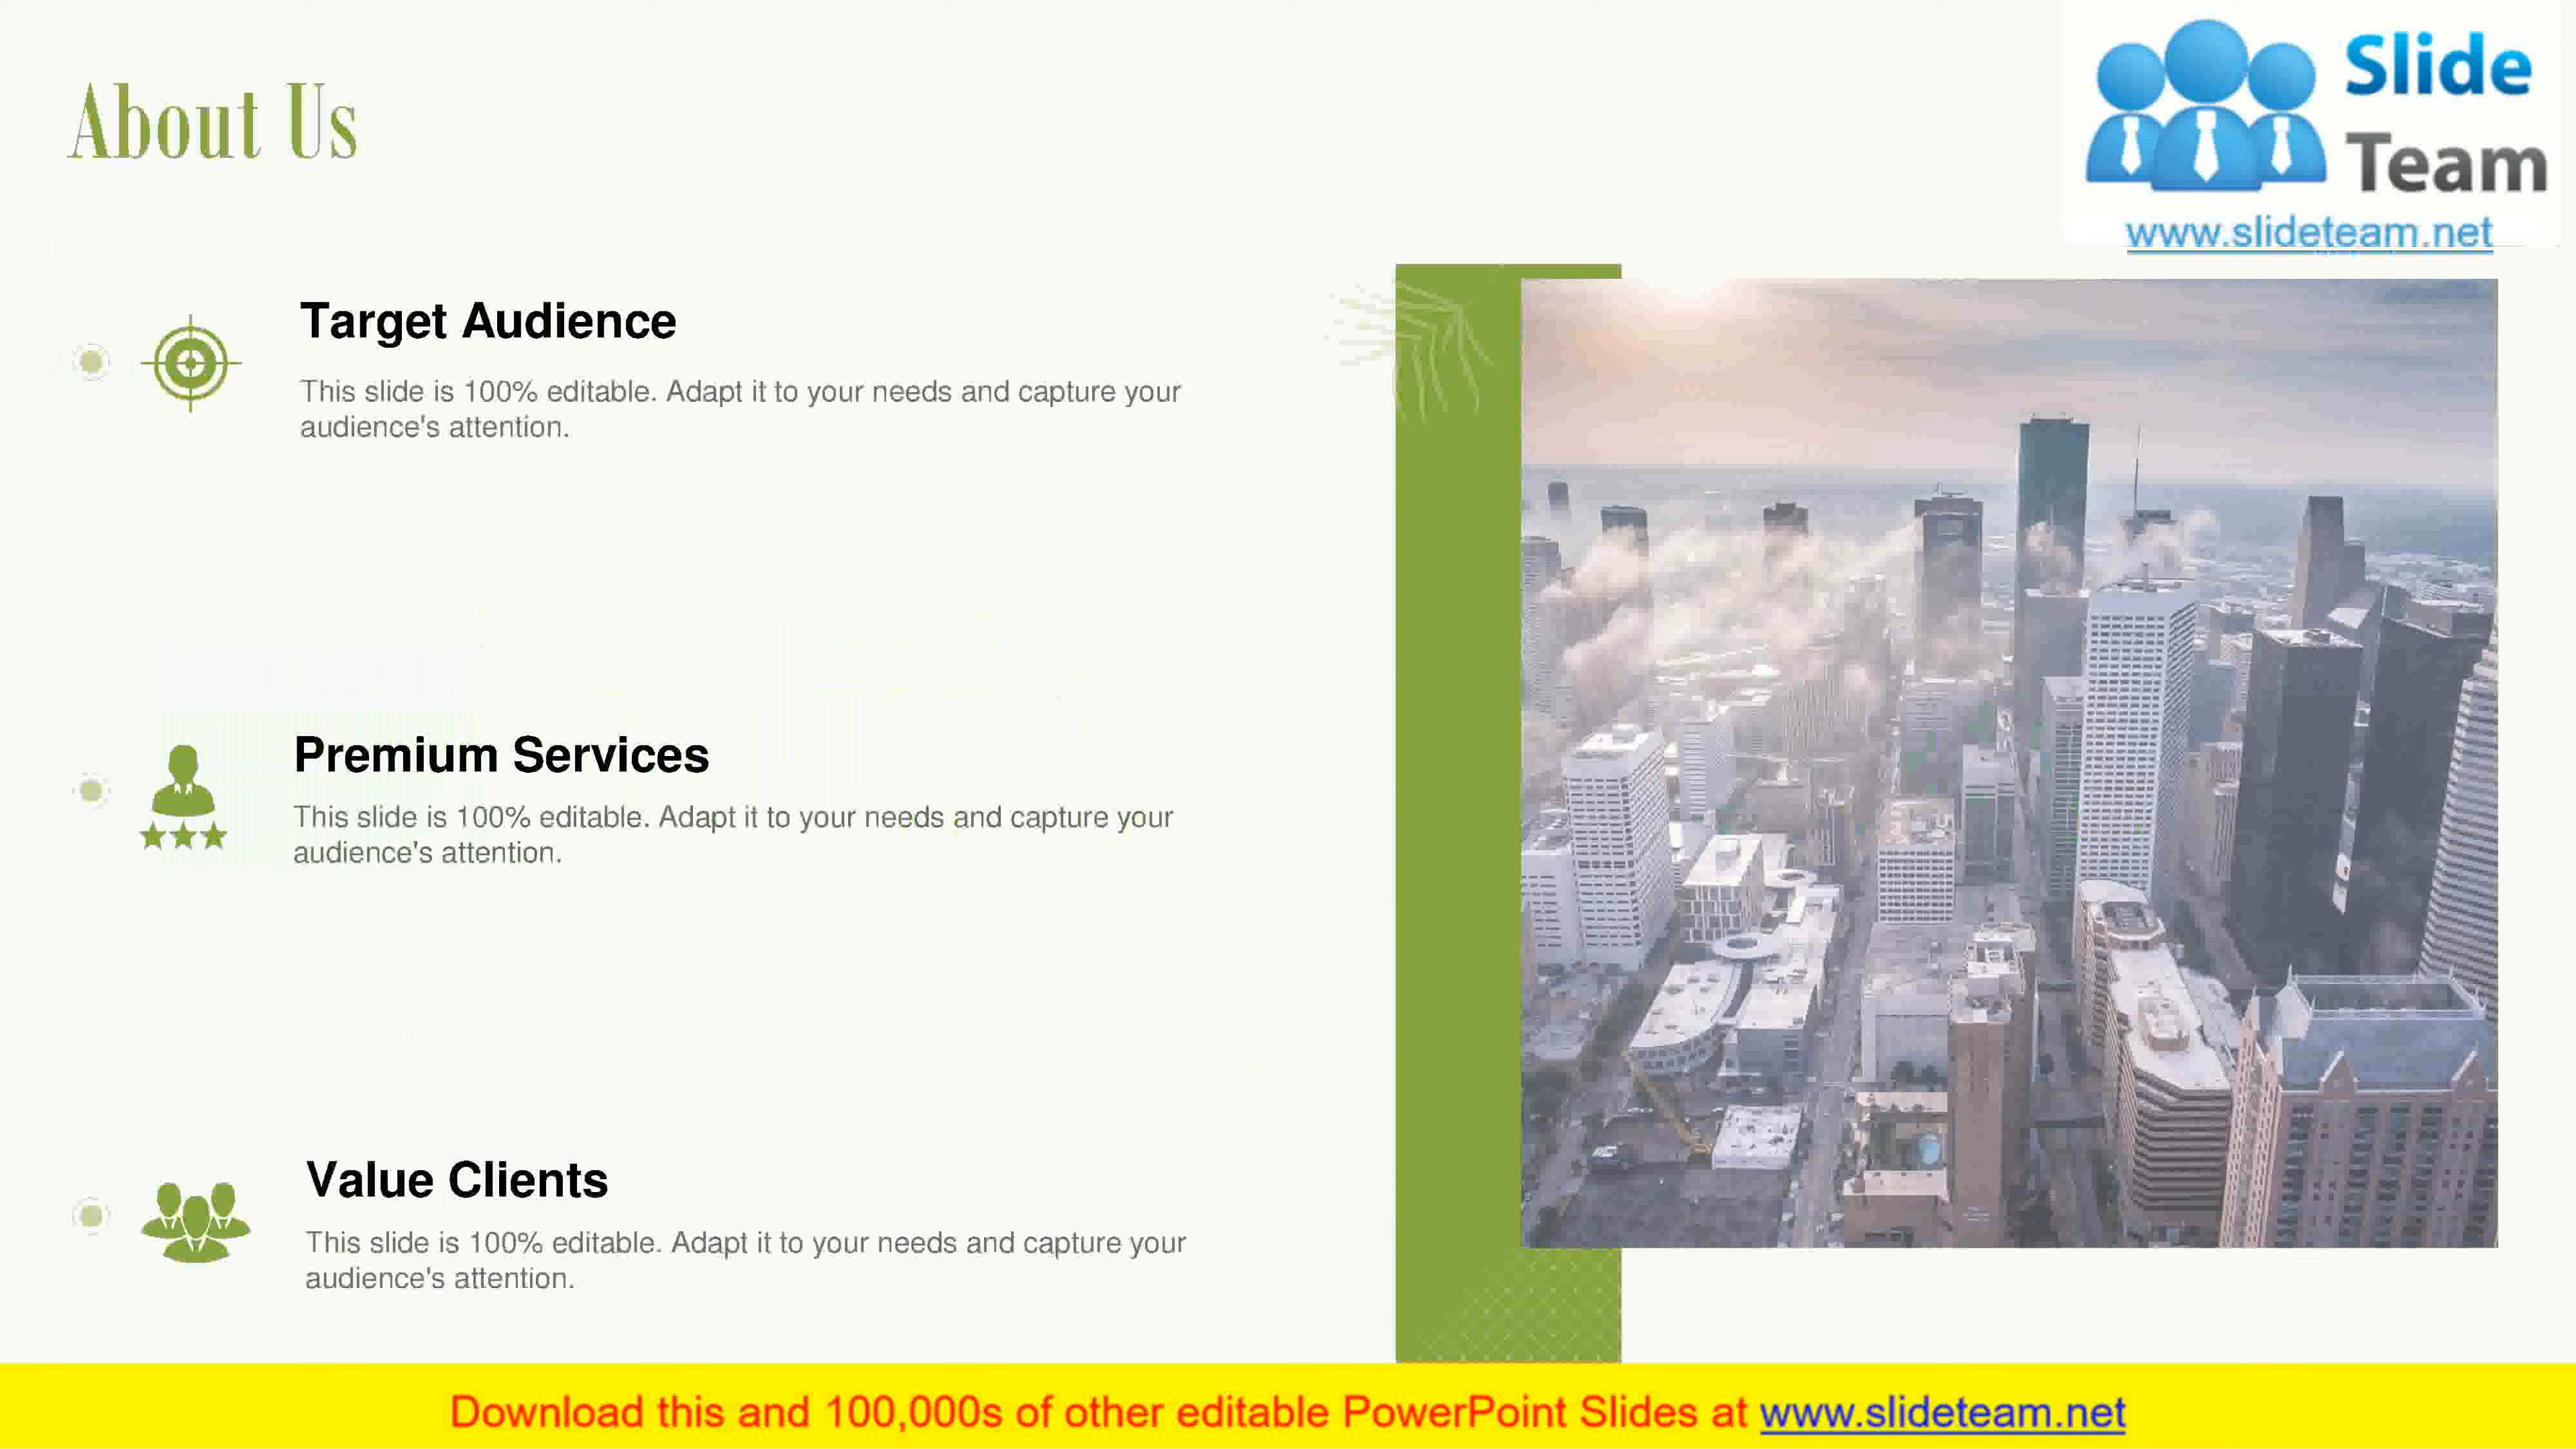 About Us
Slide
Team
www.slideteam.net
Target Audience
This slide is 100% editable. Adapt it to your needs and capture your
audience's attention.
Premium Services
This slide is 100% editable. Adapt it to your needs and capture your
audience's attention.
Value Clients
This slide is 100% editable. Adapt it to your needs and capture your
audience's attention.
Download this and 100,000s of other editable PowerPoint Slides at www.slideteam.net